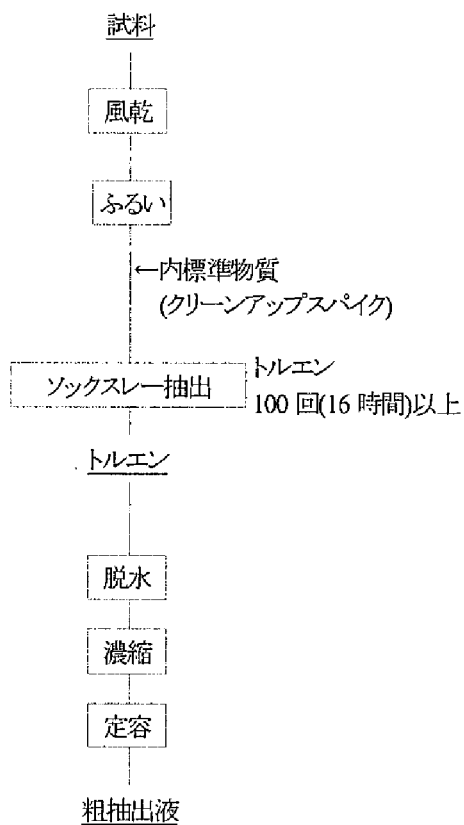 試料
風乾
ふるい
←内標準物質
(クリーンアップスパイク)
ソックスレー抽出
トルエン
100 回(16 時間)以上
トルエン
脱水
濃縮
定容
粗抽出液